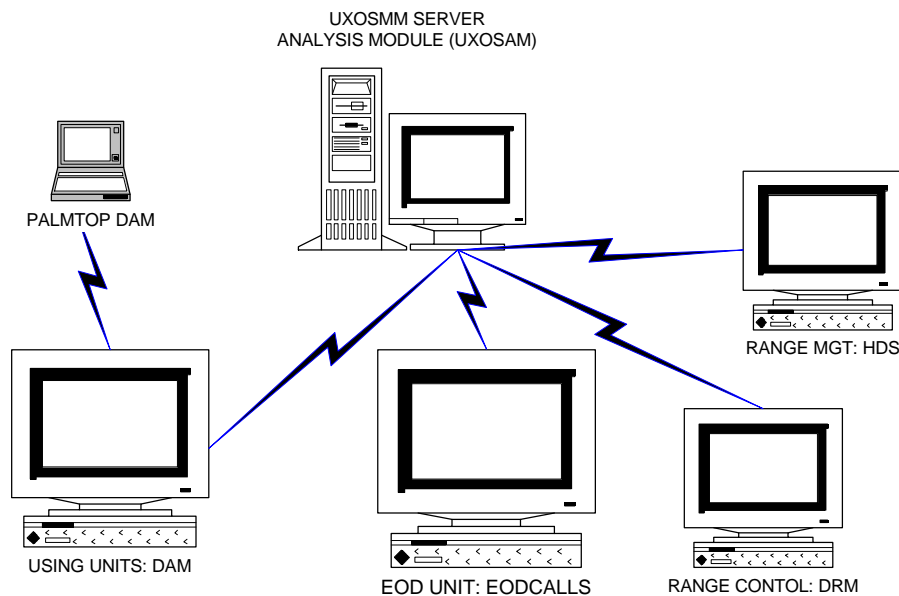 UXOSMM SERVER
ANALYSIS MODULE (UXOSAM)
PALMTOP DAM
RANGE MGT: HDS
USING UNITS: DAM
EOD UNIT: EODCALLS
RANGE CONTOL: DRM